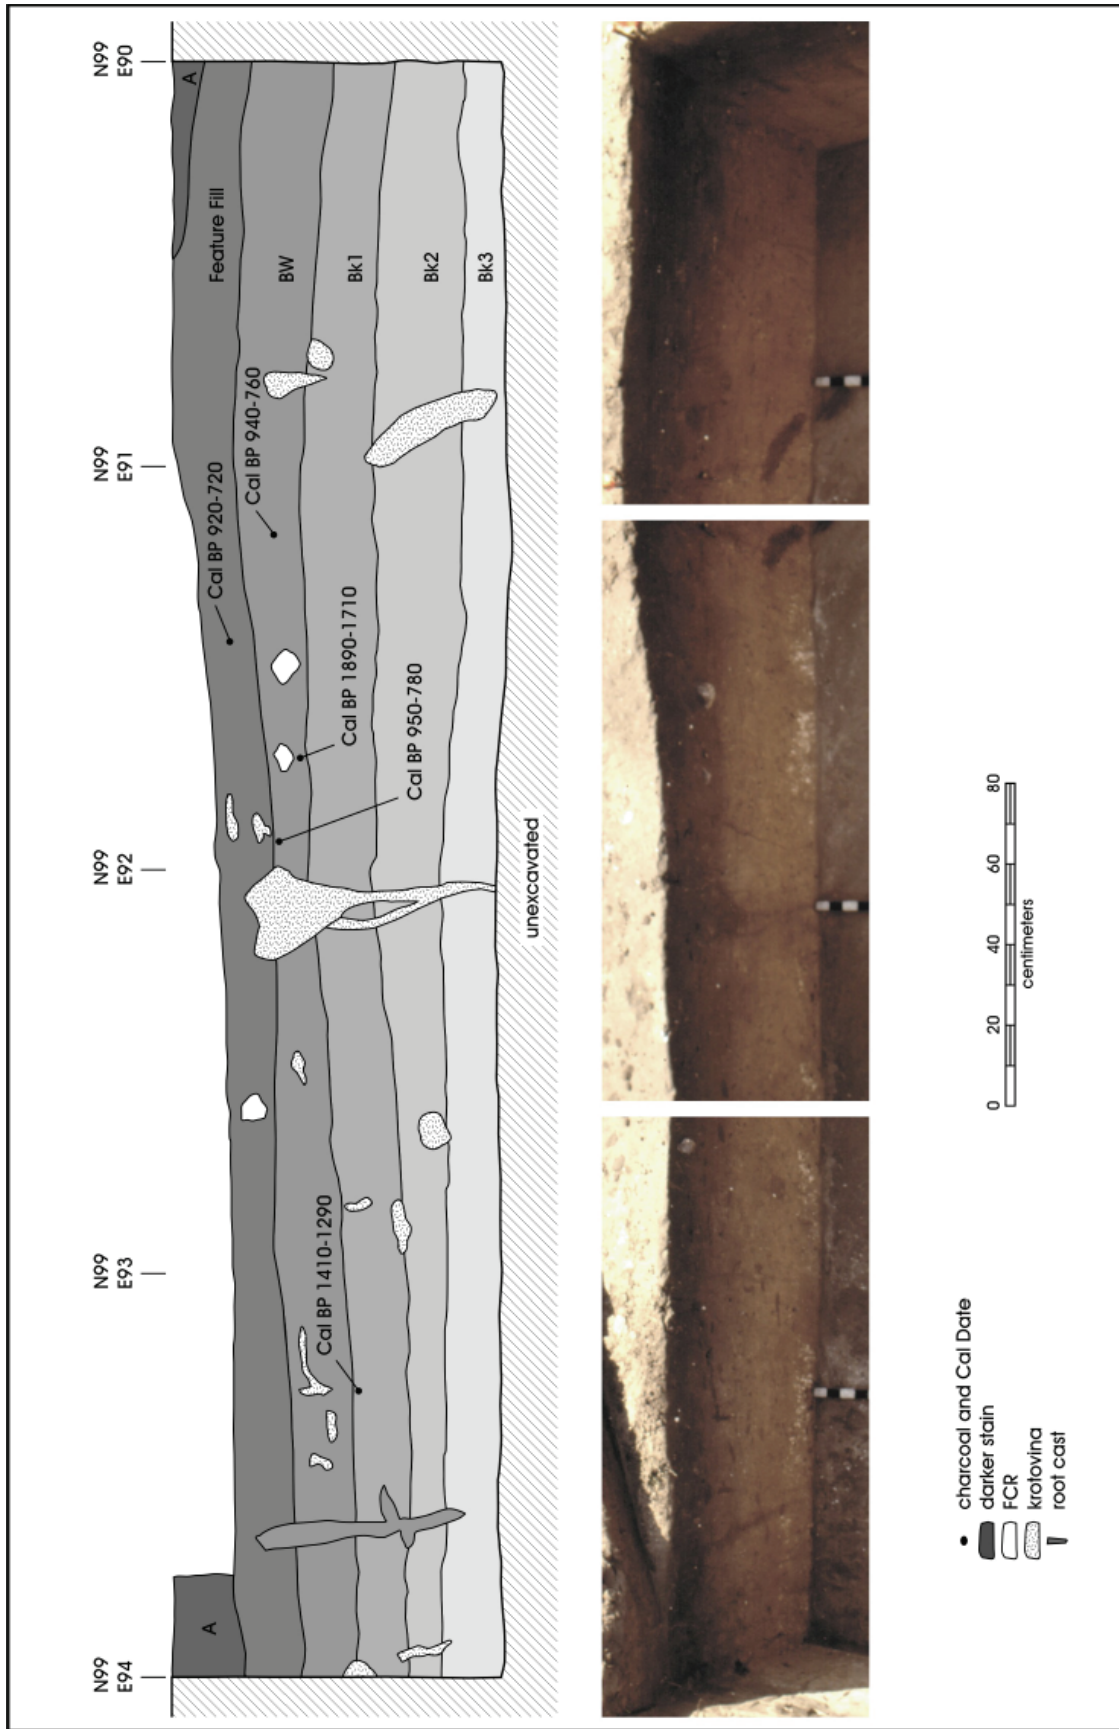 N99
E94
N99
E93
N99
E92
N99
E91
N99
E90
A
A
Feature Fill
BW
Bk1
Bk2
Bk3
Cal BP 920-720
Cal BP 940-760
Cal BP 1890-1710
Cal BP 950-780
Cal BP 1410-1290
unexcavated
charcoal and Cal Date
darker stain
FCR
krotovina
root cast
0 20 40 60 80
centimeters